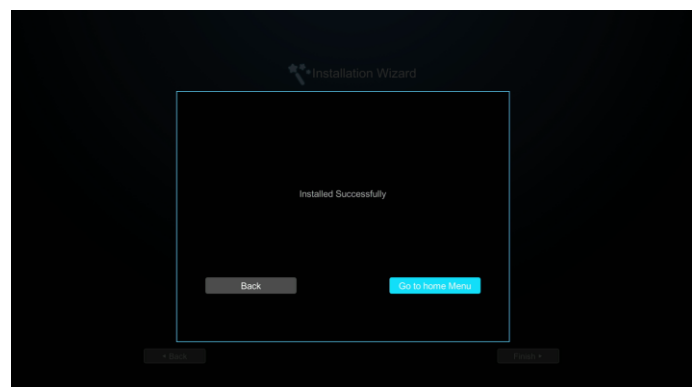 Installation Wizard
Installed Successfully
Back
Go to home Menu
Back
Finish